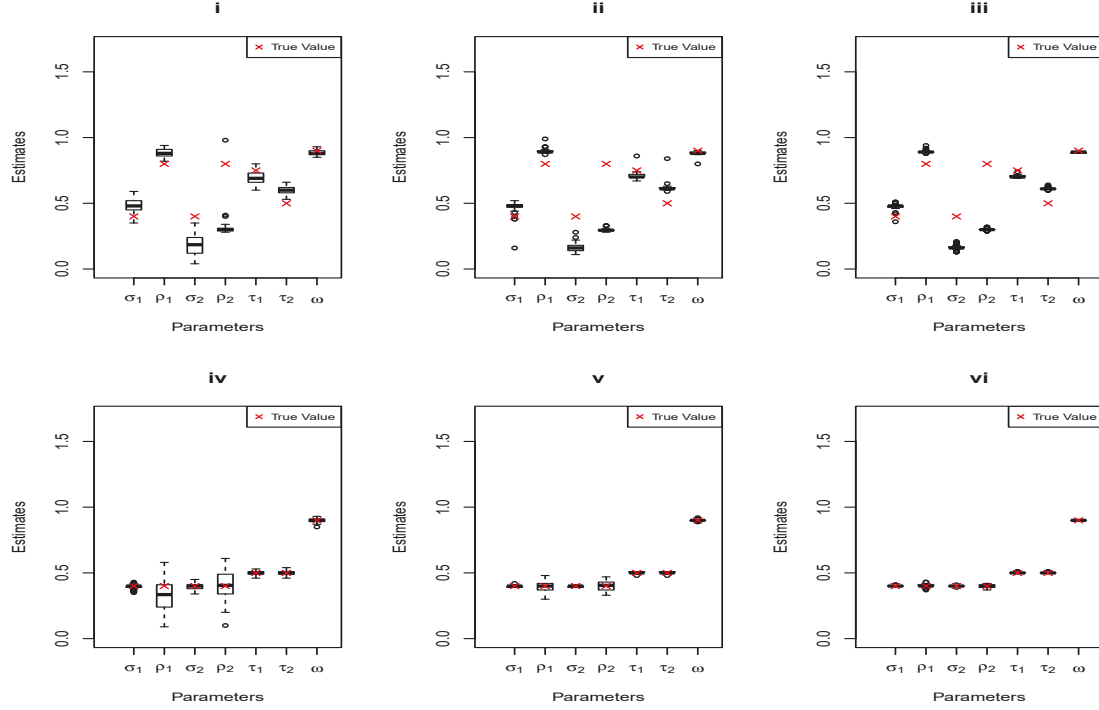 i
True Value
Estimates
0.0 0.5 1.0 1.5
σ1 ρ1 σ2 ρ2 τ1 τ2 ω
Parameters
ii
True Value
Estimates
0.0 0.5 1.0 1.5
σ1 ρ1 σ2 ρ2 τ1 τ2 ω
Parameters
iii
True Value
Estimates
0.0 0.5 1.0 1.5
σ1 ρ1 σ2 ρ2 τ1 τ2 ω
Parameters
iv
True Value
Estimates
0.0 0.5 1.0 1.5
σ1 ρ1 σ2 ρ2 τ1 τ2 ω
Parameters
v
True Value
Estimates
0.0 0.5 1.0 1.5
σ1 ρ1 σ2 ρ2 τ1 τ2 ω
Parameters
vi
True Value
Estimates
0.0 0.5 1.0 1.5
σ1 ρ1 σ2 ρ2 τ1 τ2 ω
Parameters